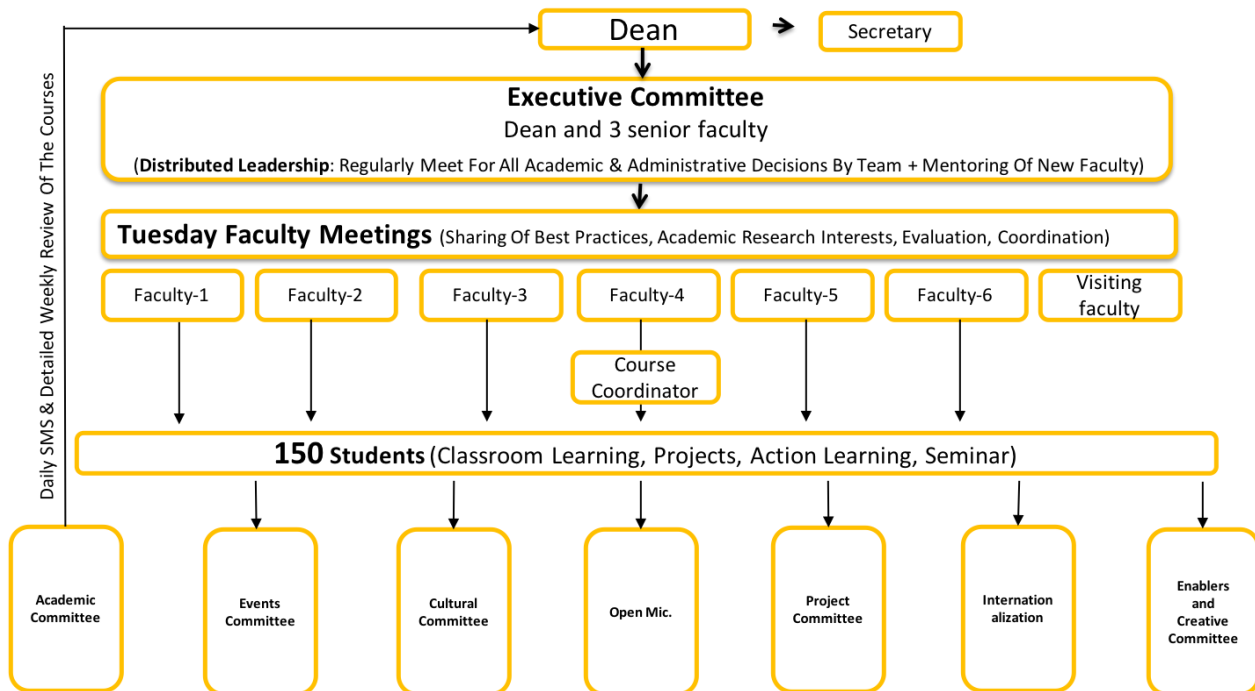 Dean
Secretary
Executive Committee
Dean and 3 senior faculty
(Distributed Leadership: Regularly Meet For All Academic & Administrative Decisions By Team + Mentoring Of New Faculty)
Tuesday Faculty Meetings (Sharing Of Best Practices, Academic Research Interests, Evaluation, Coordination)
Faculty-1
Faculty-2
Faculty-3
Faculty-4
Faculty-5
Faculty-6
Visiting
faculty
Course
Coordinator
Daily SMS & Detailed Weekly Review Of The Courses
150 Students (Classroom Learning, Projects, Action Learning, Seminar)
Academic
Committee
Events
Committee
Cultural
Committee
Open Mic.
Project
Committee
Internation
alization
Enablers
and
Creative
Committee